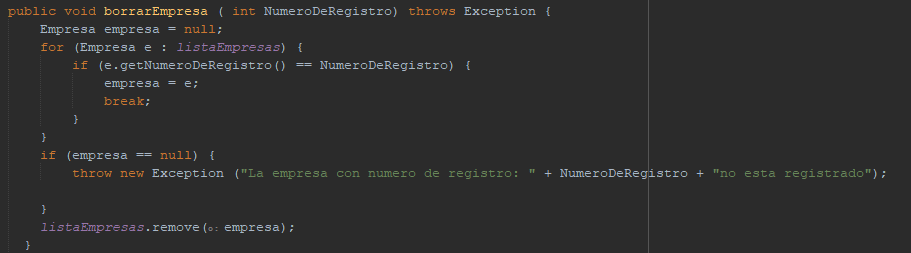 public void borrarEmpresa ( int NumeroDeRegistro) throws Exception {
Empresa empresa = null;
for (Empresa e : listaEmpresas) {
if (e.getNumeroDeRegistro() == NumeroDeRegistro) {
empresa = e;
break;
}
}
if (empresa == null) {
throw new Exception ("La empresa con numero de registro: " + NumeroDeRegistro + "no esta registrado");
}
listaEmpresas.remove( o: empresa);
}